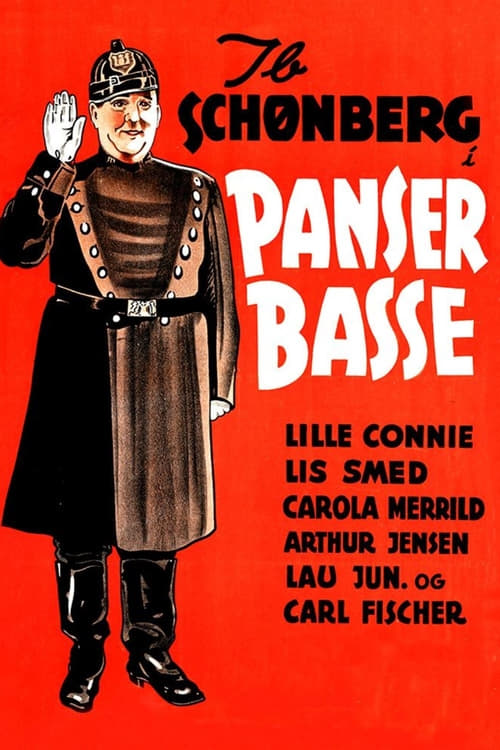 Ib
SCHØNBERG
i
PANSER
BASSE
LILLE CONNIE
LIS SMED
CAROLA MERRILD
ARTHUR JENSEN
LAU JUN. OG
CARL FISCHER